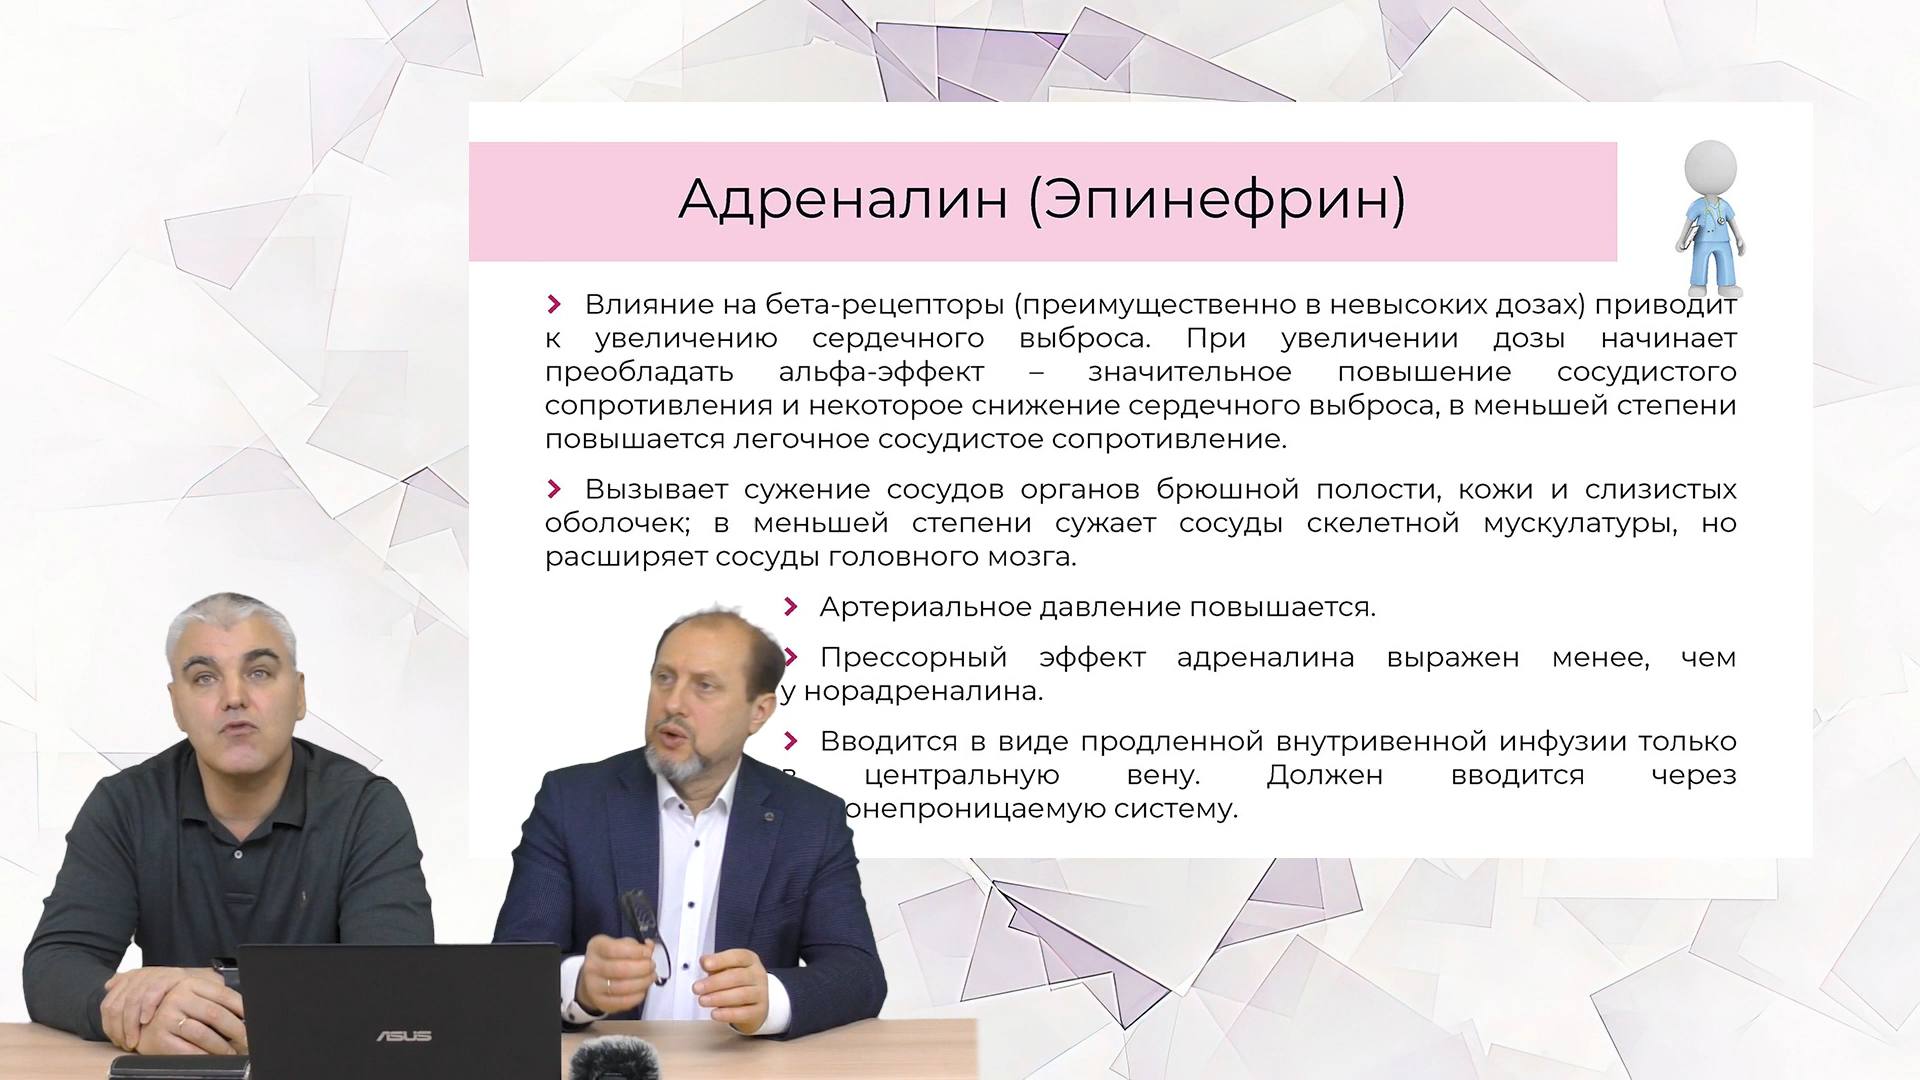 Адреналин (Эпинефрин)
Влияние на бета-рецепторы (преимущественно в невысоких дозах) приводит
к увеличению сердечного выброса. При увеличении дозы начинает
преобладать альфа-эффект – значительное повышение сосудистого
сопротивления и некоторое снижение сердечного выброса, в меньшей степени
повышается легочное сосудистое сопротивление.
Вызывает сужение сосудов органов брюшной полости, кожи и слизистых
оболочек; в меньшей степени сужает сосуды скелетной мускулатуры, но
расширяет сосуды головного мозга.
Артериальное давление повышается.
Прессорный эффект адреналина выражен менее, чем
у норадреналина.
Вводится в виде продленной внутривенной инфузии только
центральную вену. Должен вводится через
систему.
ASUS